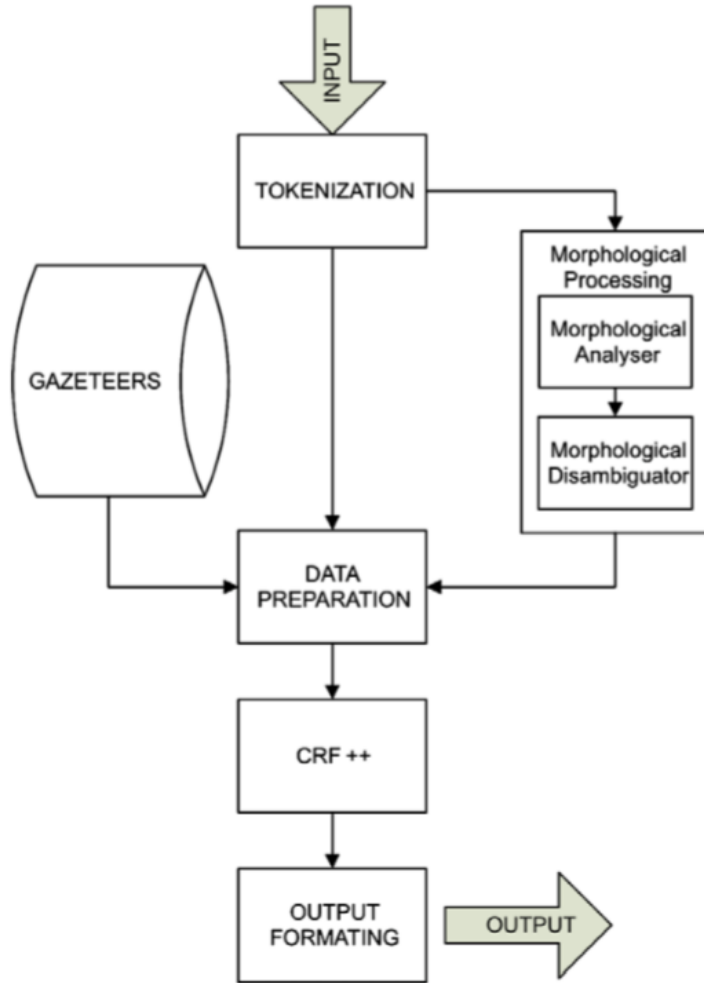 INPUT
TOKENIZATION
Morphological
Processing
Morphological
Analyser
GAZETEERS
Morphological
Disambiguator
DATA
PREPARATION
CRF ++
OUTPUT
FORMATING
OUTPUT